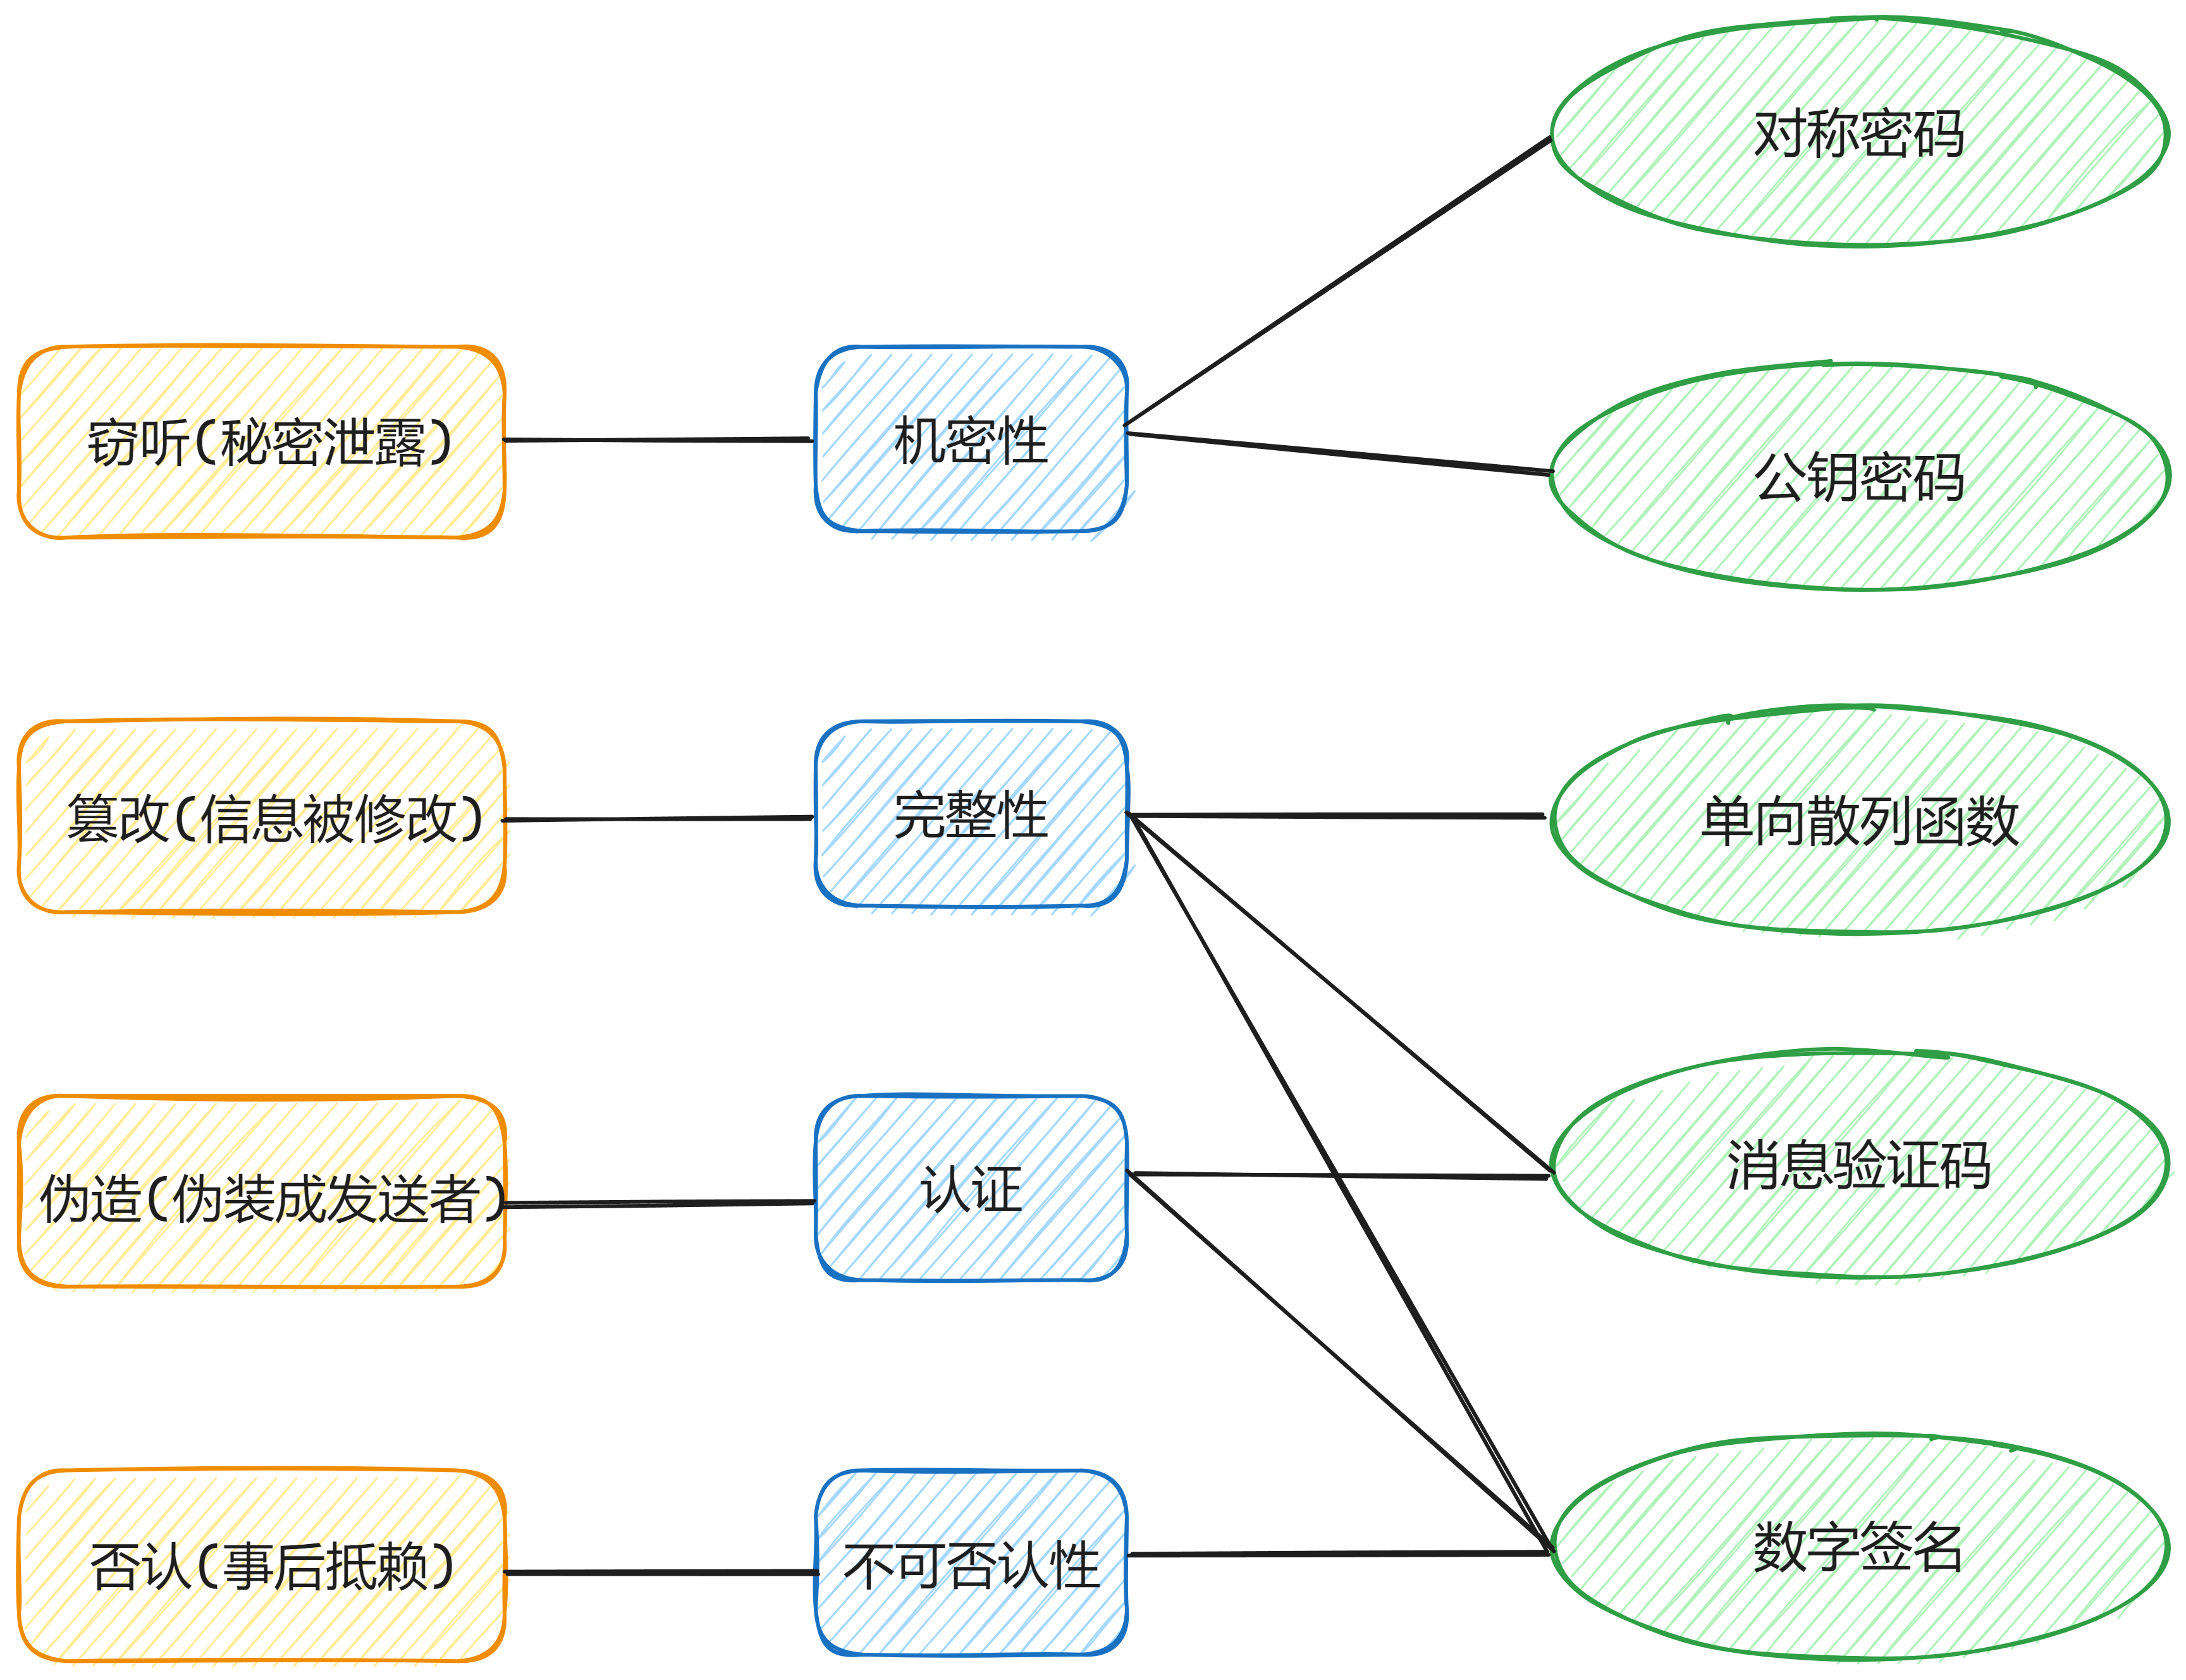 对称密码
窃听(秘密泄露)
机密性
公钥密码
篡改(信息被修改)
完整性
单向散列函数
伪造(伪装成发送者)
认证
消息验证码
否认(事后抵赖)
不可否认性
数字签名